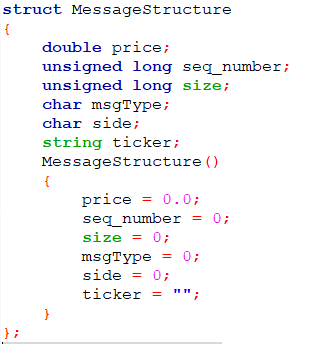 struct MessageStructure
{
    double price;
    unsigned long seq_number;
    unsigned long size;
    char msgType;
    char side;
    string ticker;
    MessageStructure()
    {
        price = 0.0;
        seq_number = 0;
        size = 0;
        msgType = 0;
        side = 0;
        ticker = "";
    }
};